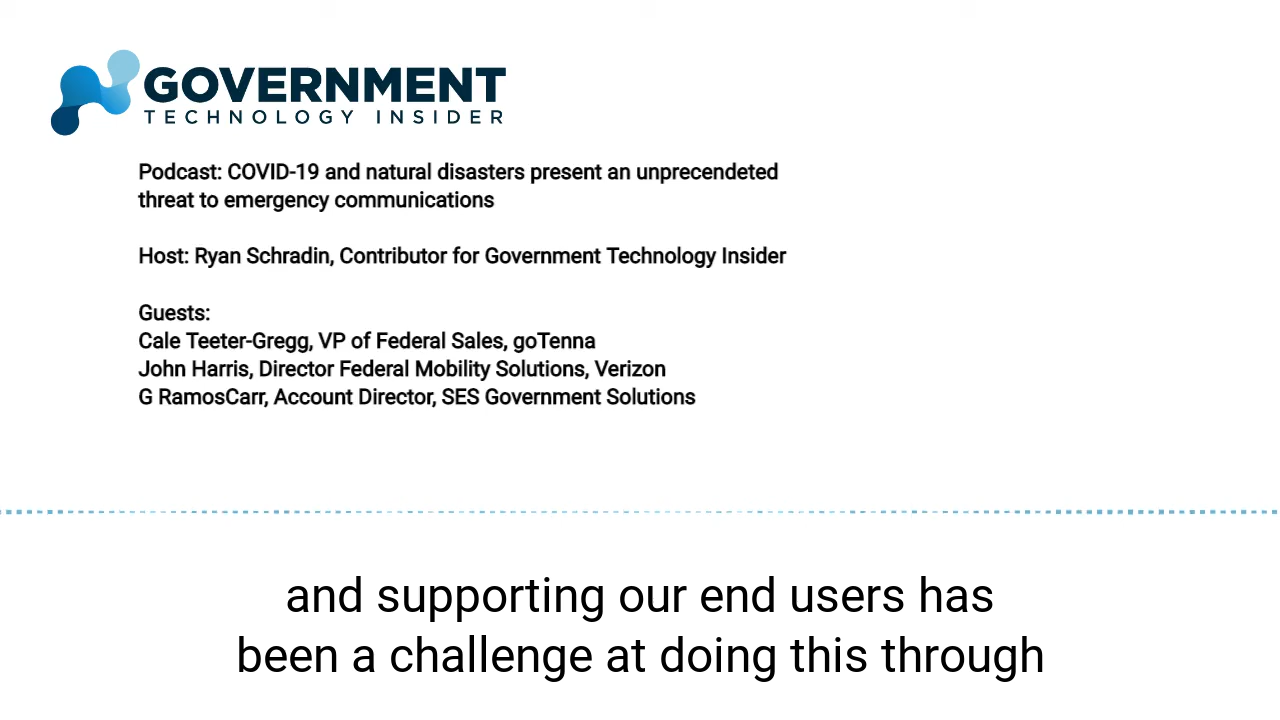 GOVERNMENT
TECHNOLOGY INSIDER
Podcast: COVID-19 and natural disasters present an unprecendeted
threat to emergency communications
Host: Ryan Schradin, Contributor for Government Technology Insider
Guests:
Cale Teeter-Gregg, VP of Federal Sales, goTenna
John Harris, Director Federal Mobility Solutions, Verizon
G RamosCarr, Account Director, SES Government Solutions
and supporting our end users has
been a challenge at doing this through